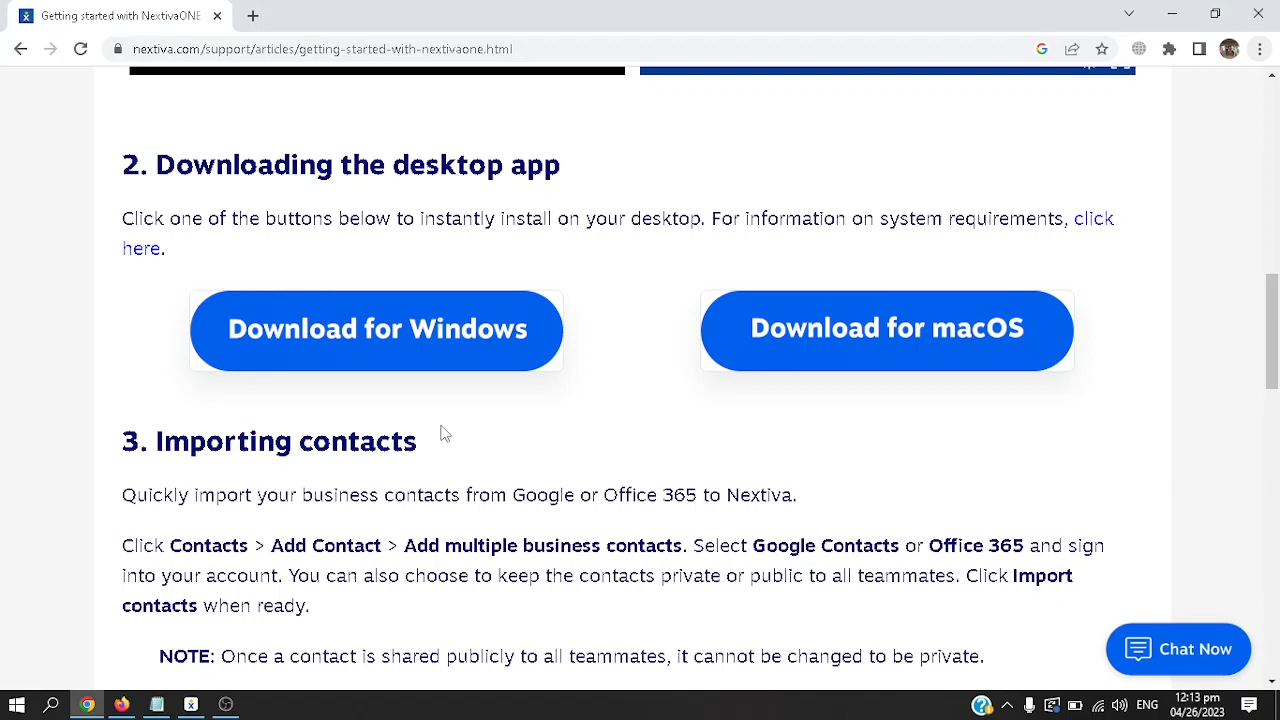 Getting started with NextivaONE
nextiva.com/support/articles/getting-started-with-nextivaone.html
2. Downloading the desktop app
Click one of the buttons below to instantly install on your desktop. For information on system requirements, click
here.
Download for Windows
Download for macOS
3. Importing contacts
Quickly import your business contacts from Google or Office 365 to Nextiva.
Click Contacts > Add Contact > Add multiple business contacts. Select Google Contacts or Office 365 and sign
into your account. You can also choose to keep the contacts private or public to all teammates. Click Import
contacts when ready.
NOTE: Once a contact is shared publicly to all teammates, it cannot be changed to be private.
Chat Now
ENG
12:13 pm
04/26/2023